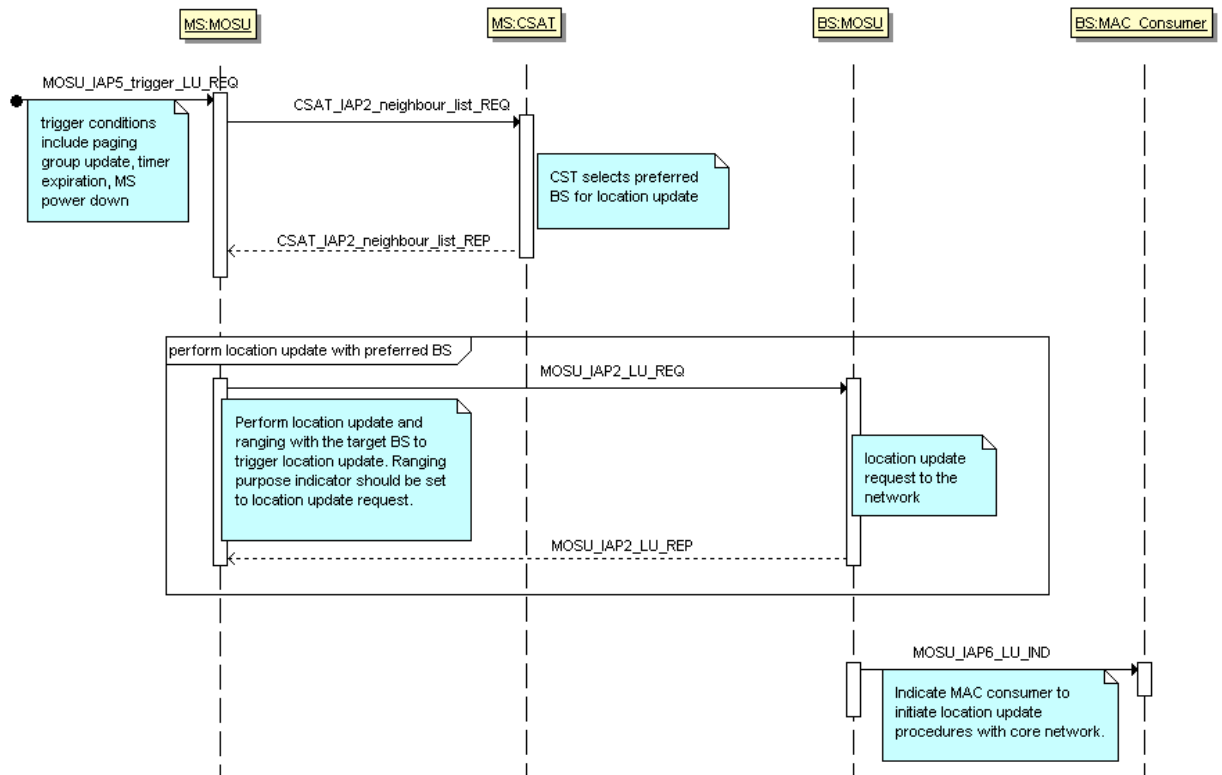 MS:MOSU
MS:CSAT
BS:MOSU
BS:MAC_Consumer
MOSU_IAP5_trigger_LU_REQ
CSAT_IAP2_neighbour_list_REQ
trigger conditions
include paging
group update, timer
expiration, MS
power down
CST selects preferred
BS for location update
CSAT_IAP2_neighbour_list_REP
perform location update with preferred BS
MOSU_IAP2_LU_REQ
Perform location update and
ranging with the target BS to
trigger location update. Ranging
purpose indicator should be set
to location update request.
location update
request to the
network
MOSU_IAP2_LU_REP
MOSU_IAP6_LU_IND
Indicate MAC consumer to
initiate location update
procedures with core network.